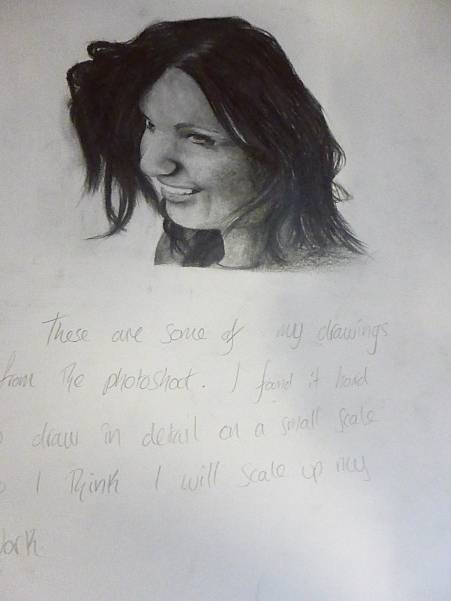 These are some of my drawings
from the photoshoot. I found it hard
draw in detail on a small scale
I think I will scale up my
work